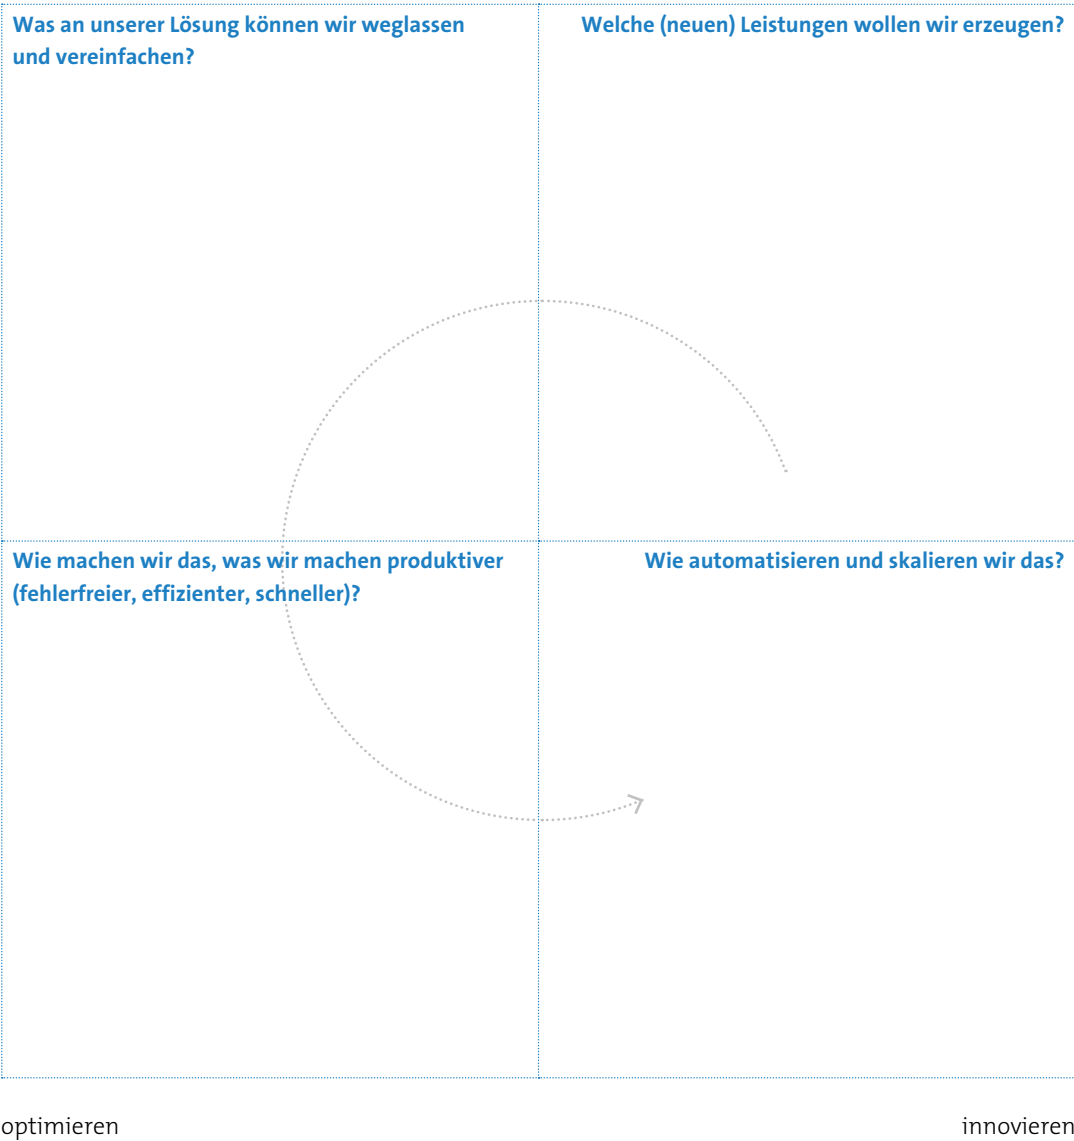 Was an unserer Lösung können wir weglassen
und vereinfachen?
Welche (neuen) Leistungen wollen wir erzeugen?
Wie machen wir das, was wir machen produktiver
(fehlerfreier, effizienter, schneller)?
Wie automatisieren und skalieren wir das?
optimieren
innovieren